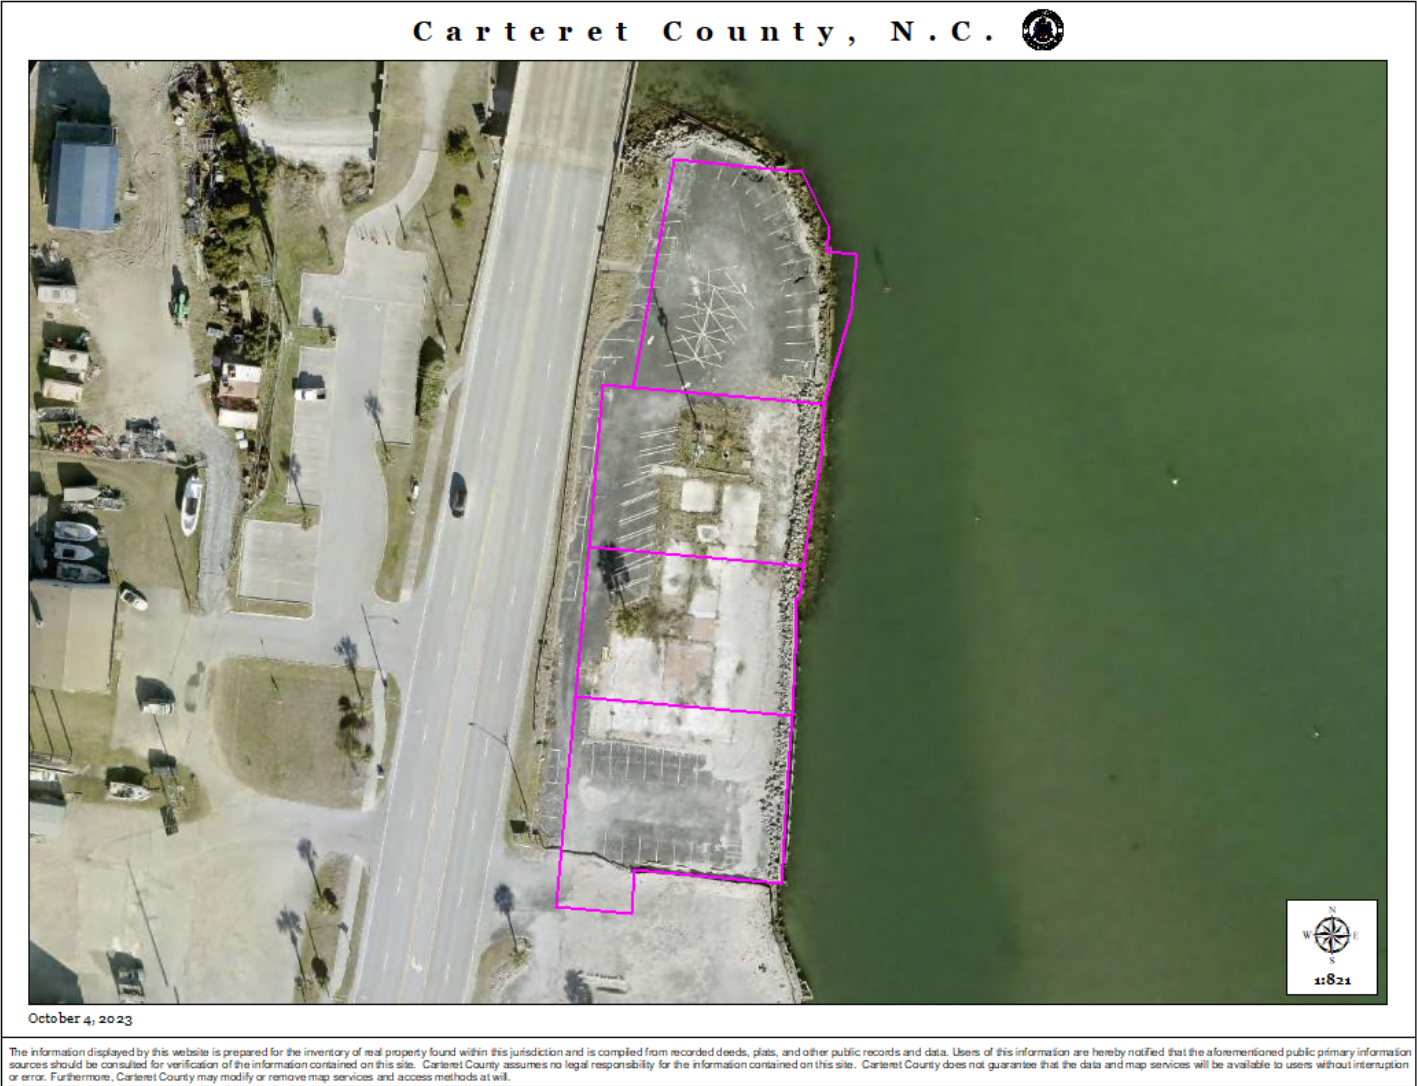 Carteret County, N.C.
N
W E
S
1:821
October 4, 2023
The information displayed by this website is prepared for the inventory of real property found within this jurisdiction and is compiled from recorded deeds, plats, and other public records and data. Users of this information are hereby notified that the aforementioned public primary information
sources should be consulted for verification of the information contained on this site. Carteret County assumes no legal responsibility for the information contained on this site. Carteret County does not guarantee that the data and map services will be available to users without interruption
or error. Furthermore, Carteret County may modify or remove map services and access methods at will.